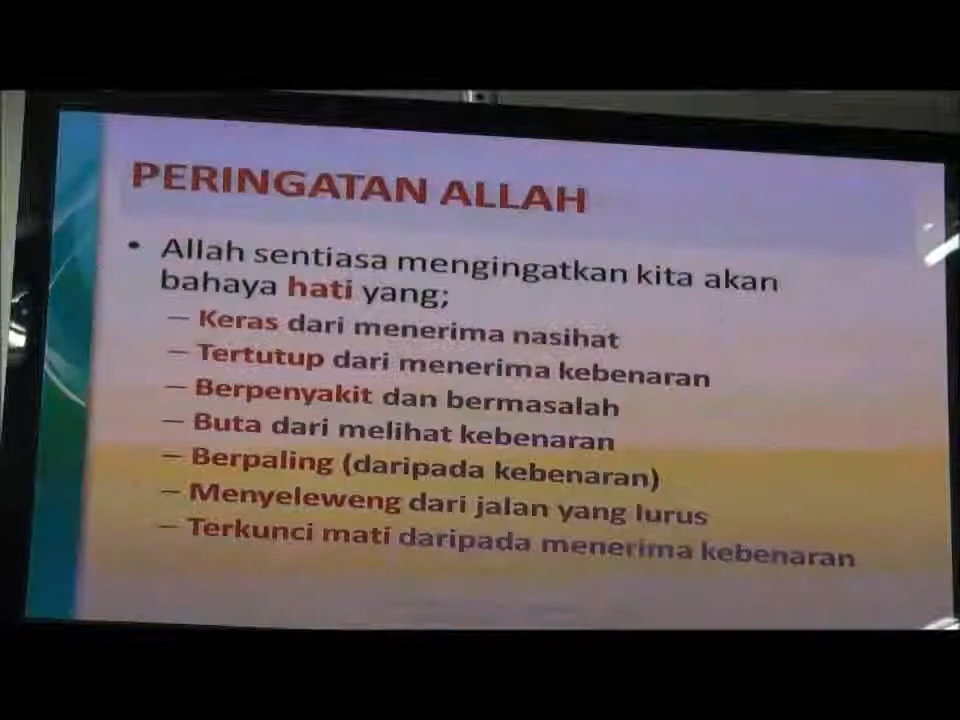 PERINGATAN ALLAH
• Allah sentiasa mengingatkan kita akan
bahaya hati yang;
– Keras dari menerima nasihat
– Tertutup dari menerima kebenaran
– Berpenyakit dan bermasalah
– Buta dari melihat kebenaran
– Berpaling (daripada kebenaran)
– Menyeleweng dari jalan yang lurus
– Terkunci mati daripada menerima kebenaran